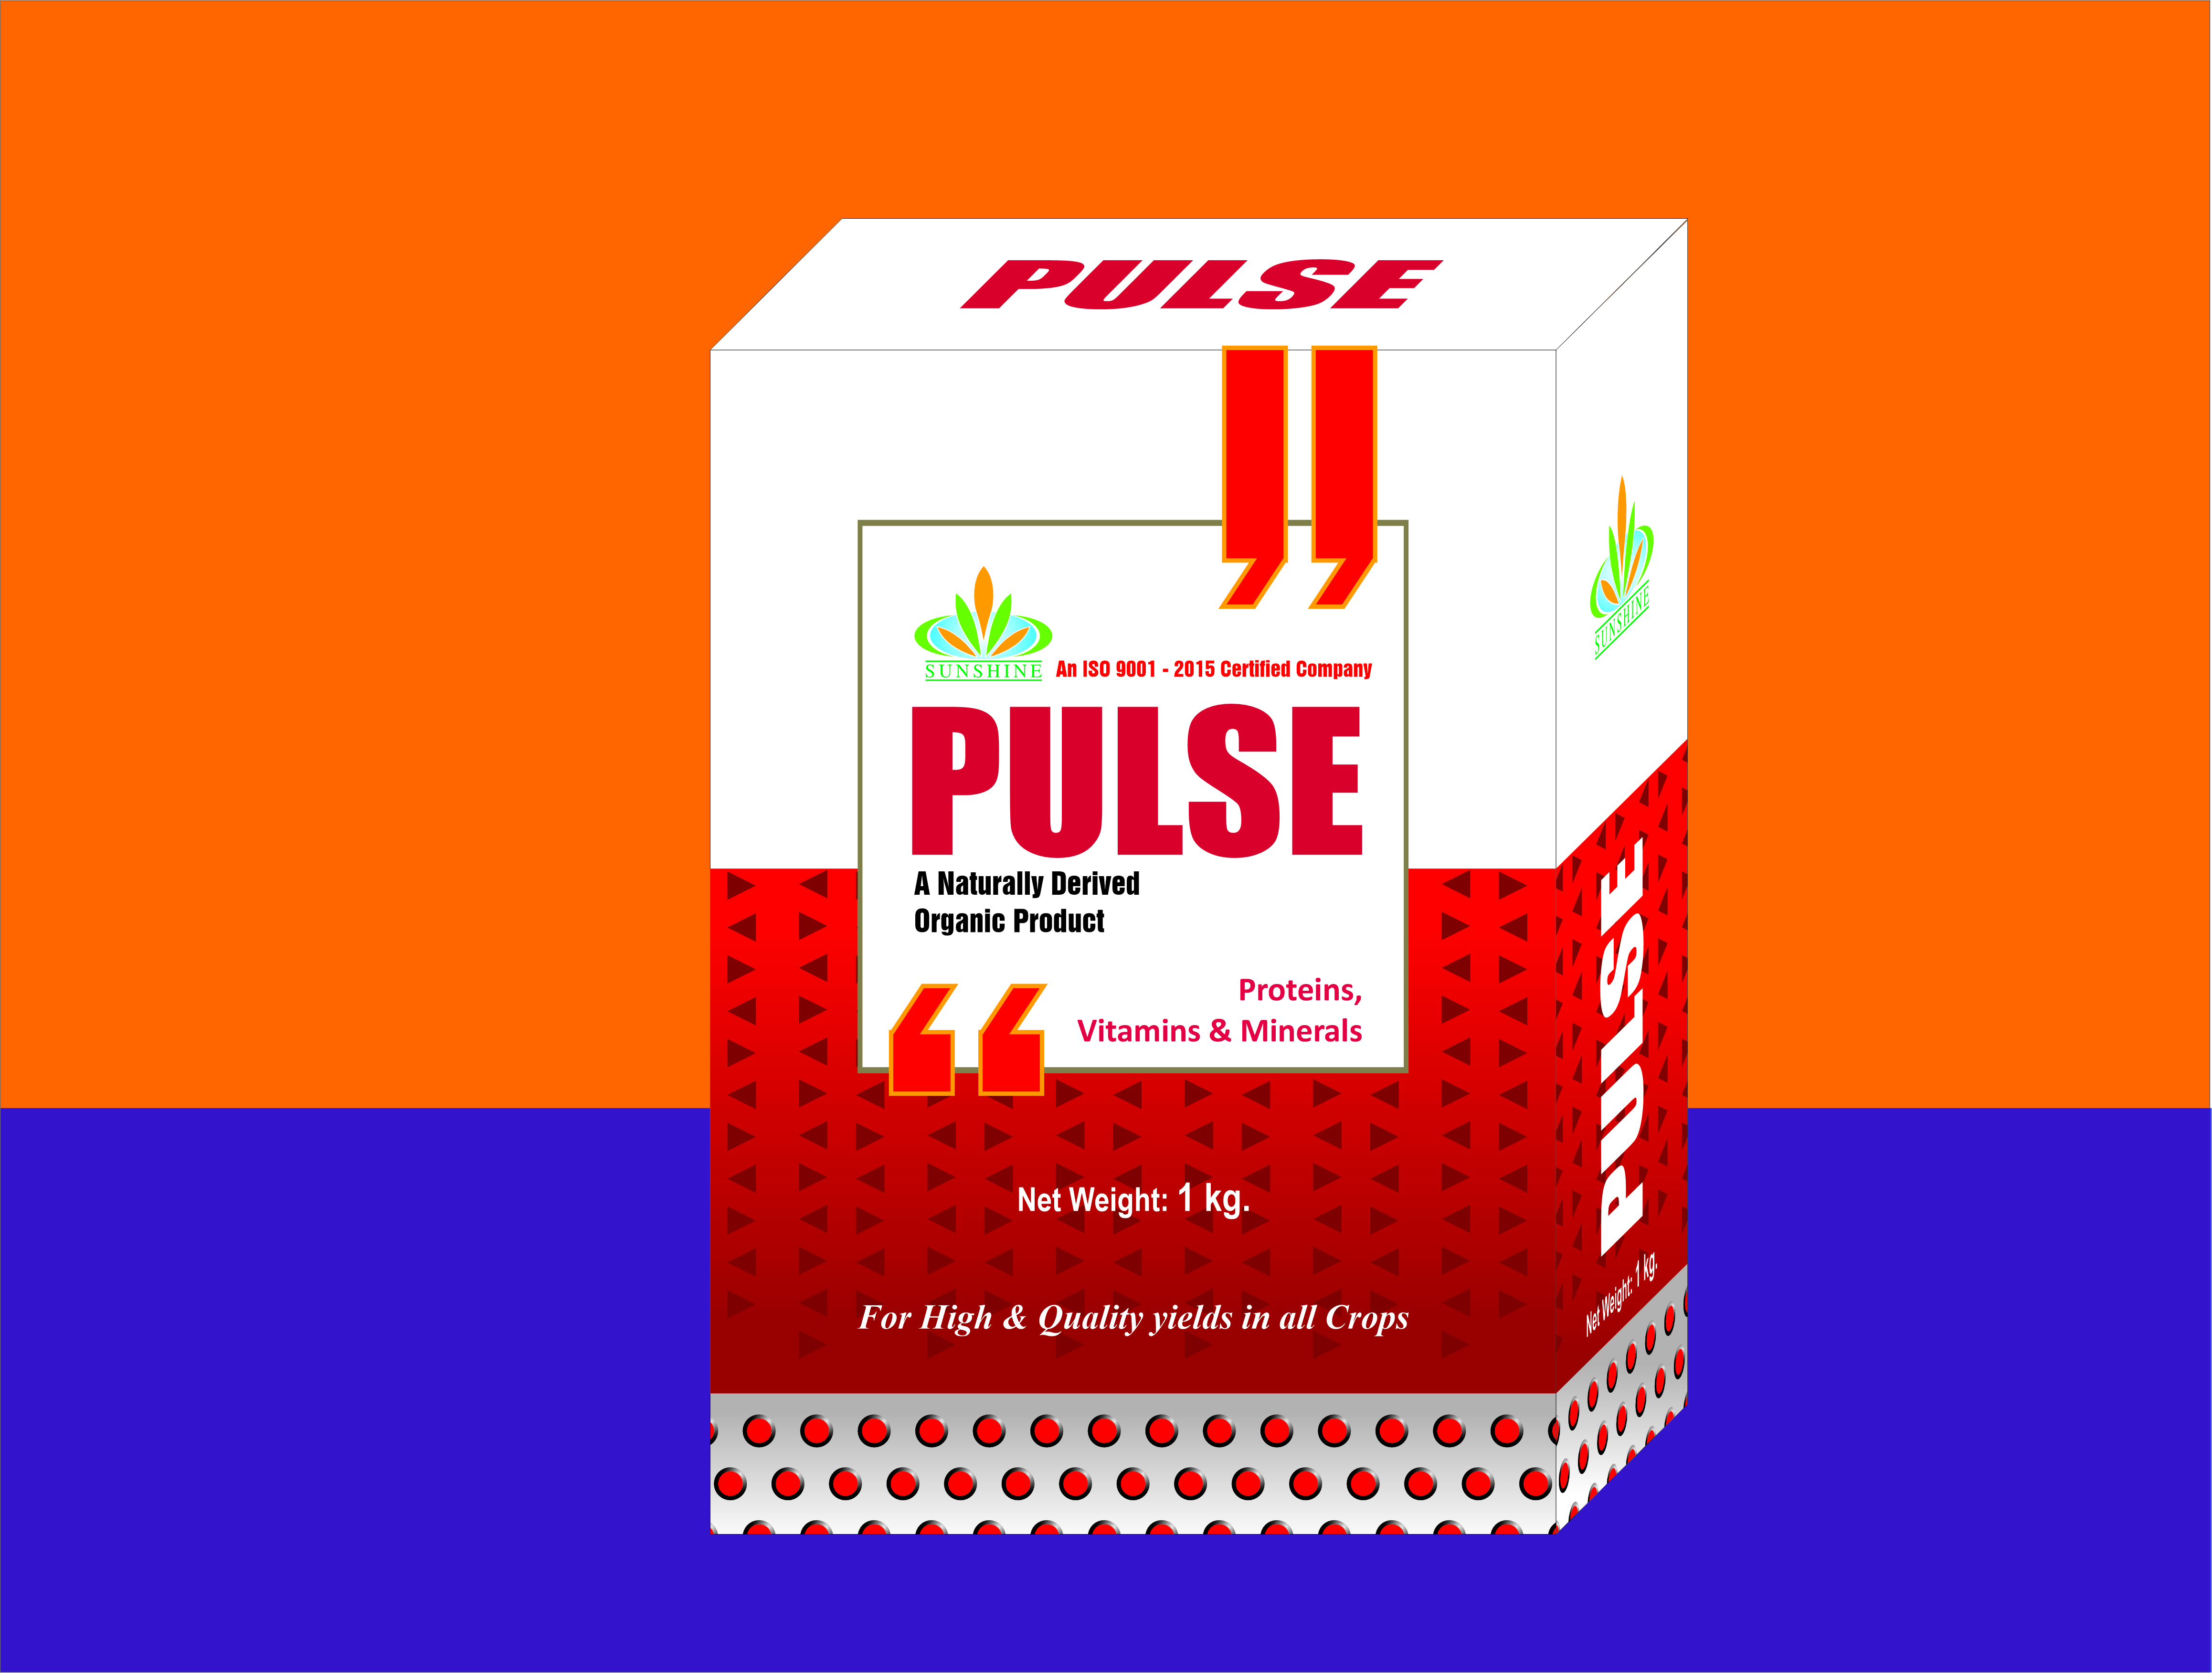 PULSE
SUNSHINE
An ISO 9001 - 2015 Certified Company
PULSE
A Naturally Derived
Organic Product
Proteins,
Vitamins & Minerals
Net Weight: 1 kg.
For High & Quality yields in all Crops
SUNSHINE
PULSE
Net Weight: 1 kg.